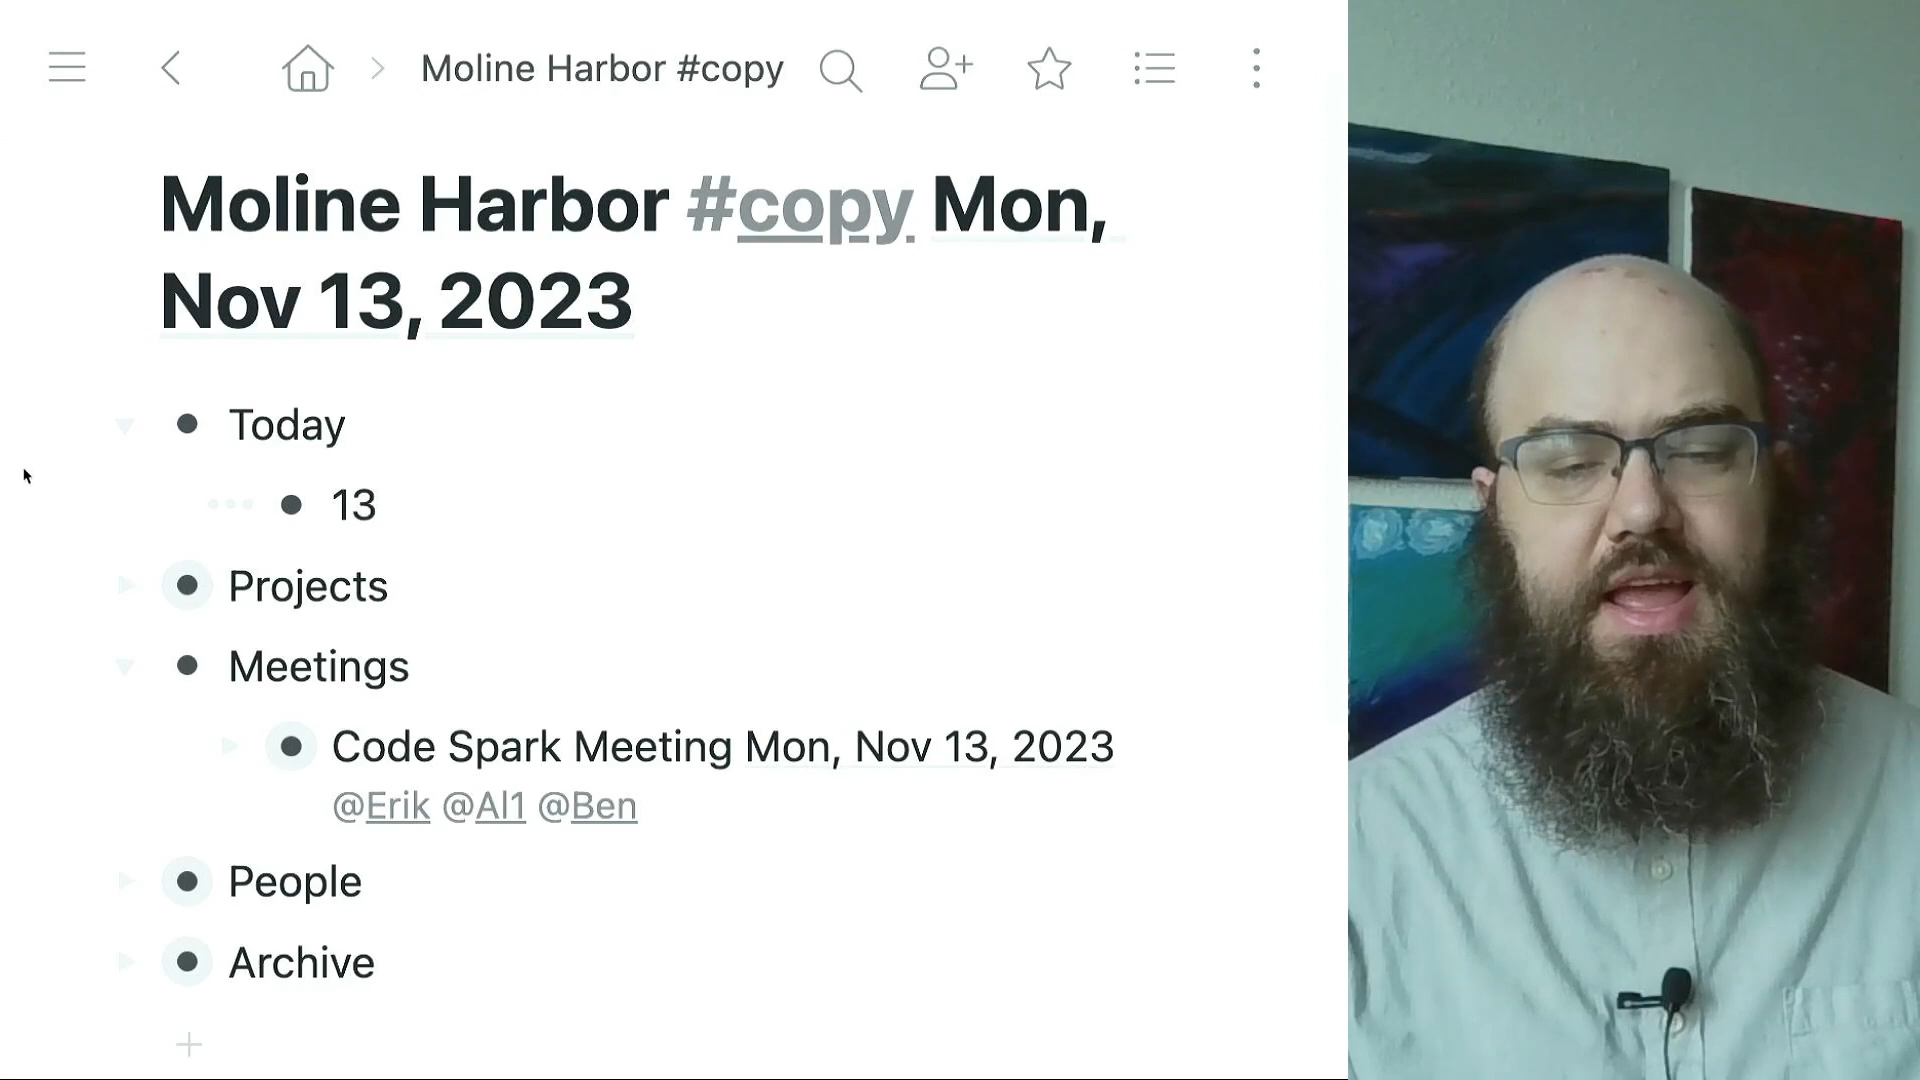 Moline Harbor #copy
Moline Harbor #copy Mon,
Nov 13, 2023
Today
13
Projects
Meetings
Code Spark Meeting Mon, Nov 13, 2023
@Erik @Al1 @Ben
People
Archive